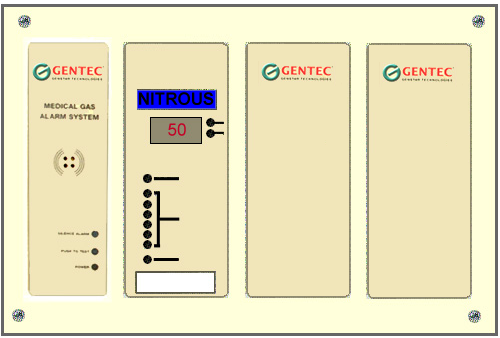 GENTEC
GENSTAR TECHNOLOGIES
MEDICAL GAS
ALARM SYSTEM
SILENCE ALARM
PUSH TO TEST
POWER
NITROUS
50
GENTEC
GENSTAR TECHNOLOGIES
GENTEC
GENSTAR TECHNOLOGIES